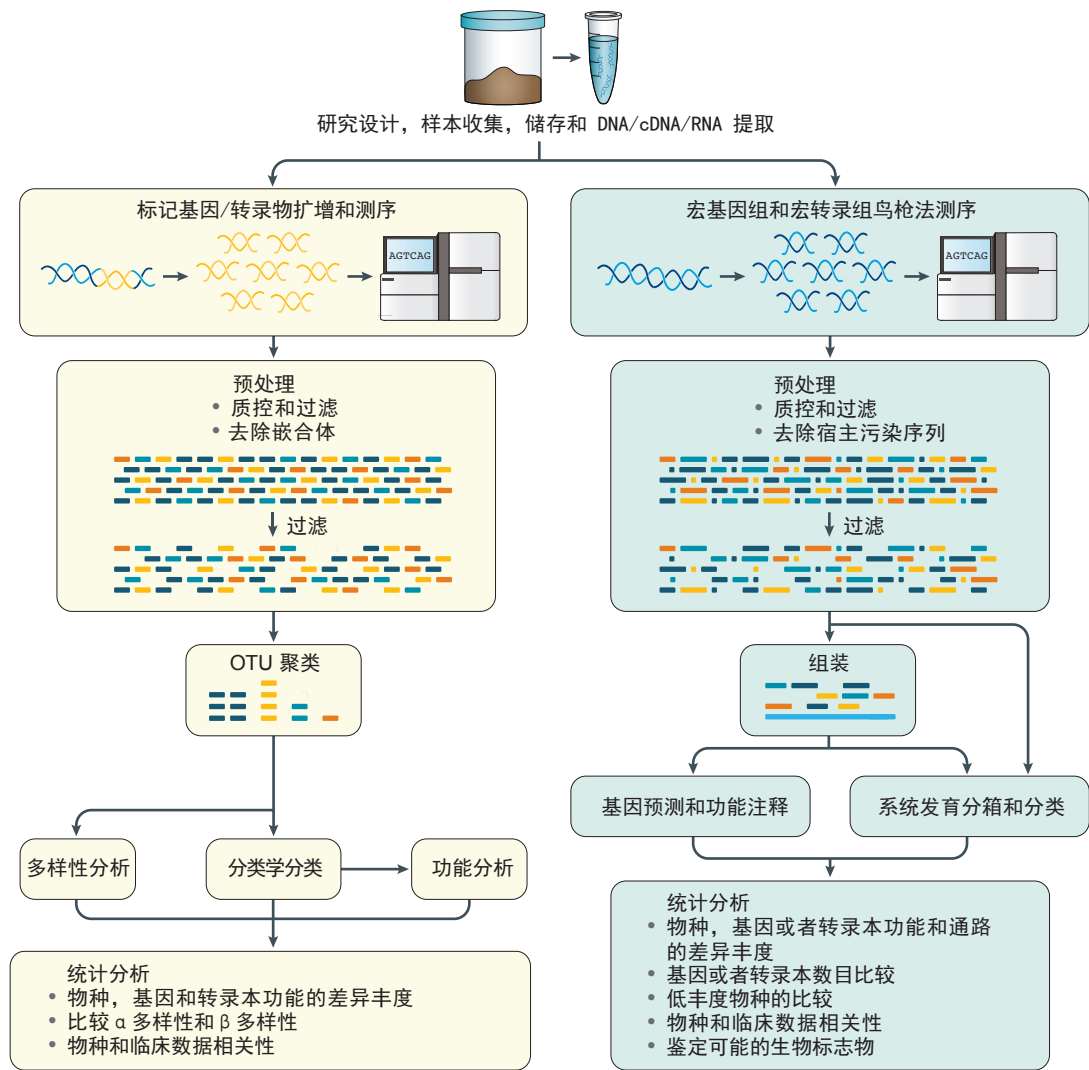 研究设计，样本收集，储存和 DNA/cDNA/RNA 提取
标记基因/转录物扩增和测序
AGTCAG
预处理
• 质控和过滤
• 去除嵌合体
过滤
OTU 聚类
多样性分析
分类学分类
功能分析
统计分析
• 物种，基因和转录本功能的差异丰度
• 比较 α 多样性和 β 多样性
• 物种和临床数据相关性
宏基因组和宏转录组鸟枪法测序
AGTCAG
预处理
• 质控和过滤
• 去除宿主污染序列
过滤
组装
基因预测和功能注释
系统发育分箱和分类
统计分析
• 物种，基因或者转录本功能和通路
的差异丰度
• 基因或者转录本数目比较
• 低丰度物种的比较
• 物种和临床数据相关性
• 鉴定可能的生物标志物